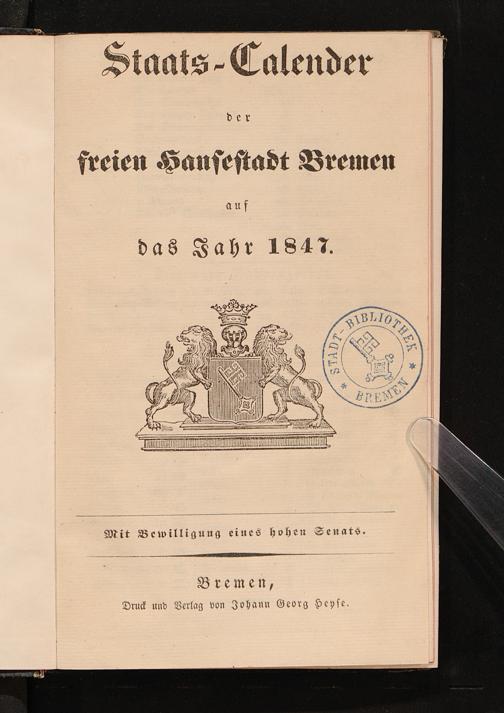 Staats-Calender
der
freien Hansestadt Bremen
auf
das Jahr 1847.
STADT-BIBLIOTHEK
* BREMEN *
Mit Bewilligung eines hohen Senats.
Bremen,
Druck und Verlag von Johann Georg Heyse.